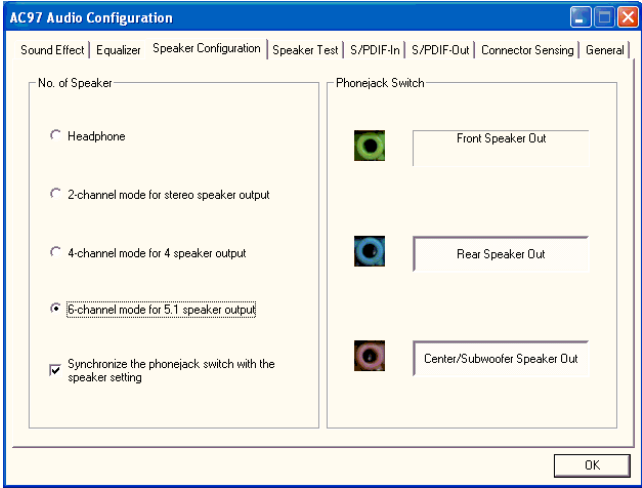 AC97 Audio Configuration
Sound Effect Equalizer Speaker Configuration Speaker Test S/PDIF-In S/PDIF-Out Connector Sensing General
No. of Speaker
Headphone
2-channel mode for stereo speaker output
4-channel mode for 4 speaker output
6-channel mode for 5.1 speaker output
Synchronize the phonejack switch with the
speaker setting
Phonejack Switch
Front Speaker Out
Rear Speaker Out
Center/Subwoofer Speaker Out
OK